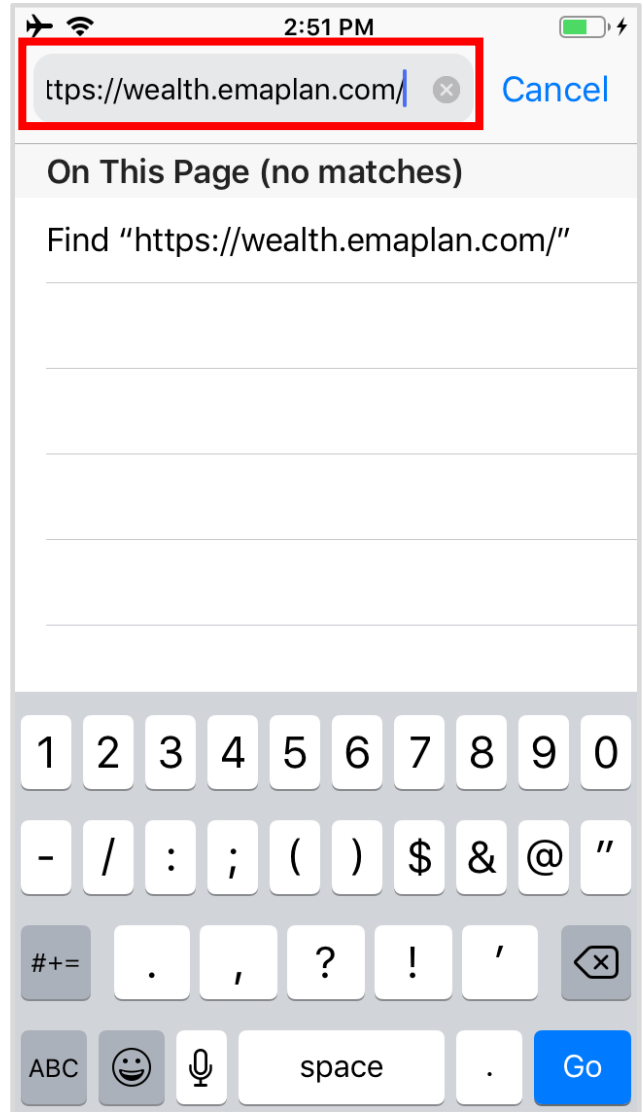 2:51 PM
ttps://wealth.emaplan.com/
Cancel
On This Page (no matches)
Find “https://wealth.emaplan.com/”
1 2 3 4 5 6 7 8 9 0
- / : ; ( ) $ & @ "
#+= . , ? ! '
ABC space . Go